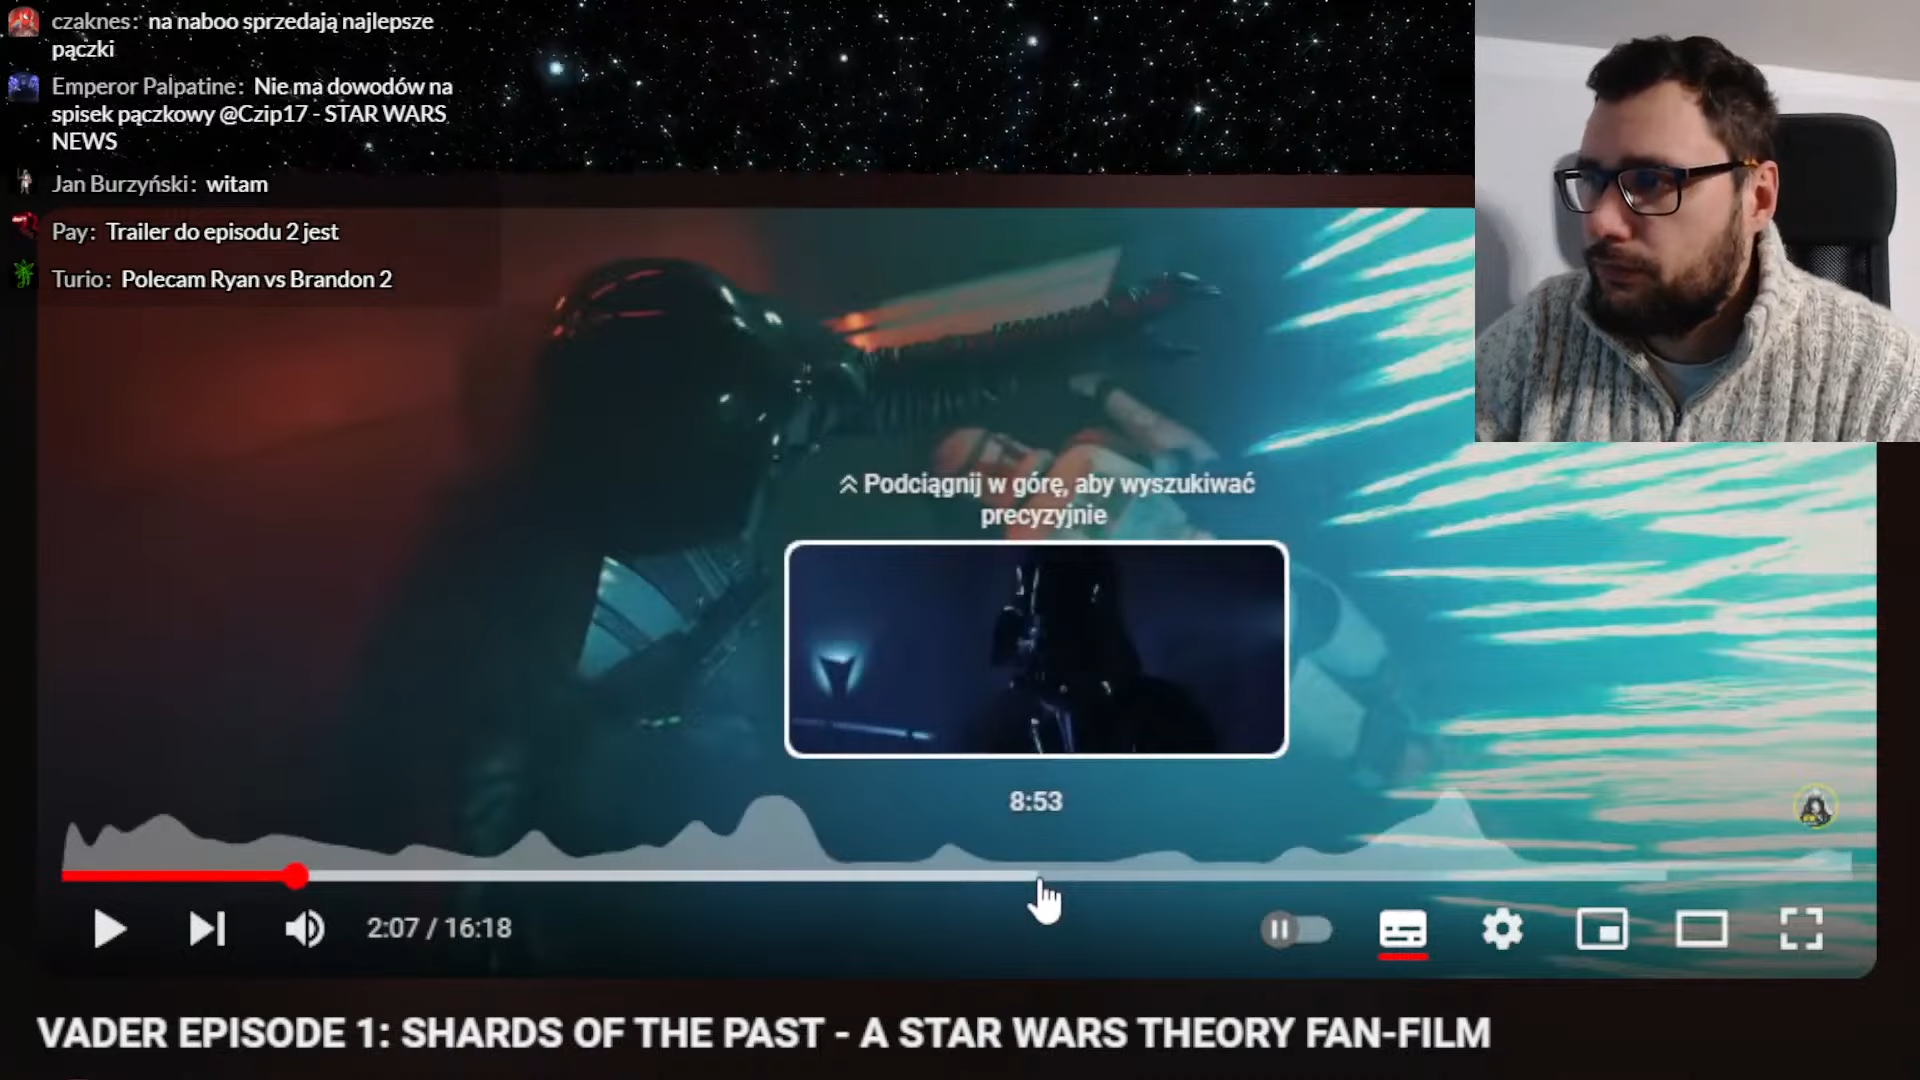 czaknes: na naboo sprzedają najlepsze
pączki
Emperor Palpatine: Nie ma dowodów na
spisek pączkowy @Czip17 - STAR WARS
NEWS
Jan Burzyński: witam
Pay: Trailer do episodu 2 jest
Turio: Polecam Ryan vs Brandon 2
Podciągnij w górę, aby wyszukiwać
precyzyjnie
8:53
2:07 / 16:18
VADER EPISODE 1: SHARDS OF THE PAST - A STAR WARS THEORY FAN-FILM